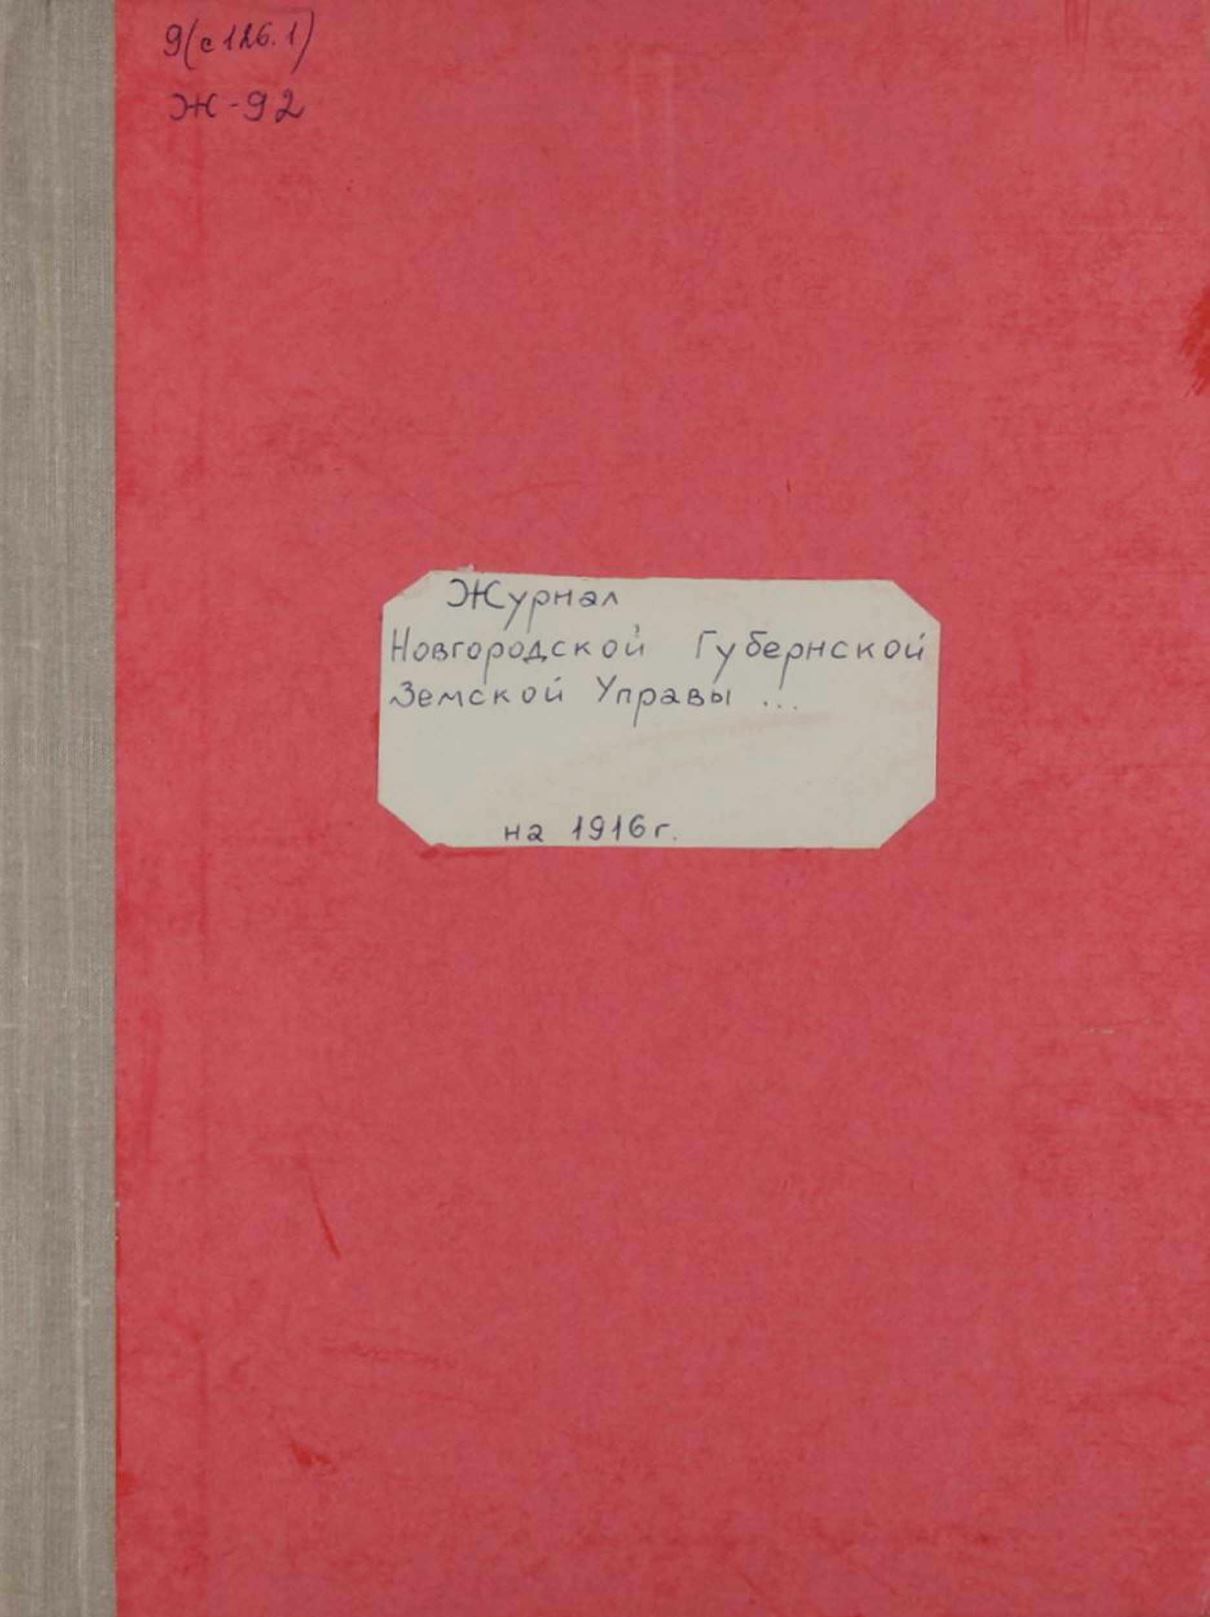 9(с126.1)
Ж-92
Журнал
Новгородской Губернской
Земской Управы ...
на 1916 г.